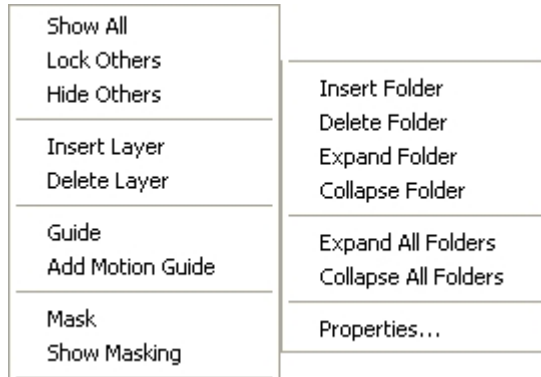 Show All
Lock Others
Hide Others
Insert Layer
Delete Layer
Guide
Add Motion Guide
Mask
Show Masking
Insert Folder
Delete Folder
Expand Folder
Collapse Folder
Expand All Folders
Collapse All Folders
Properties...